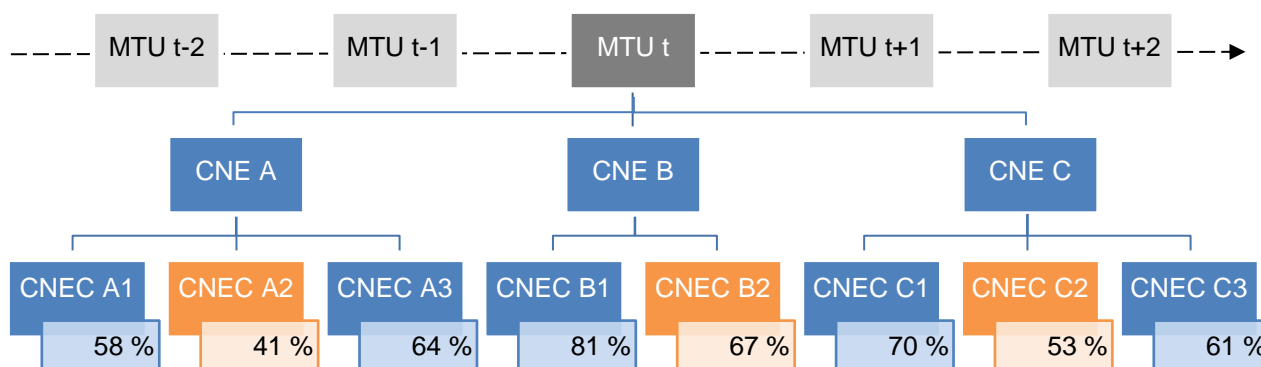 MTU t-2 MTU t-1 MTU t MTU t+1 MTU t+2
CNE A CNE B CNE C
CNEC A1 CNEC A2 CNEC A3 CNEC B1 CNEC B2 CNEC C1 CNEC C2 CNEC C3
58 % 41 % 64 % 81 % 67 % 70 % 53 % 61 %